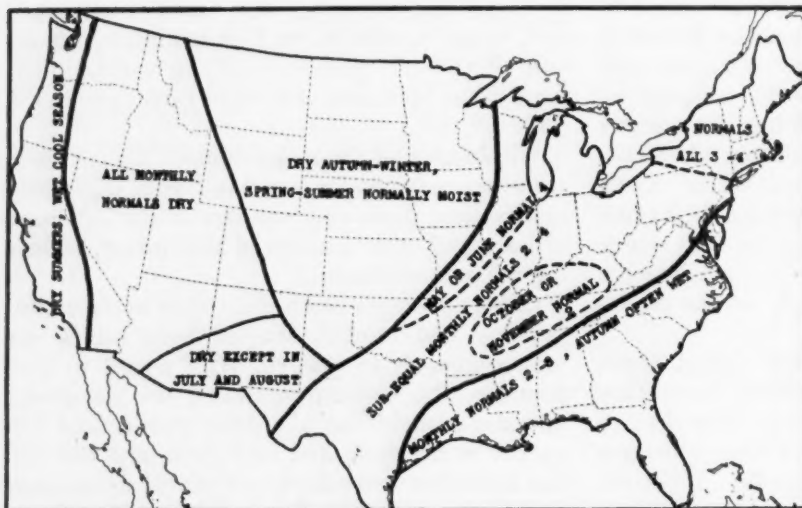 DRY SUMMERS, WET COOL SEASON
ALL MONTHLY
NORMALS DRY
DRY AUTUMN-WINTER,
SPRING-SUMMER NORMALLY MOIST
NORMALS
ALL 3 -4
MAY OR JUNE NORMAL 4
SUB-EQUAL MONTHLY NORMALS 2 -4
OCTOBER OR
NOVEMBER NORMAL
2
DRY EXCEPT IN
JULY AND AUGUST
MONTHLY NORMALS 2 -8 , AUTUMN OFTEN WET